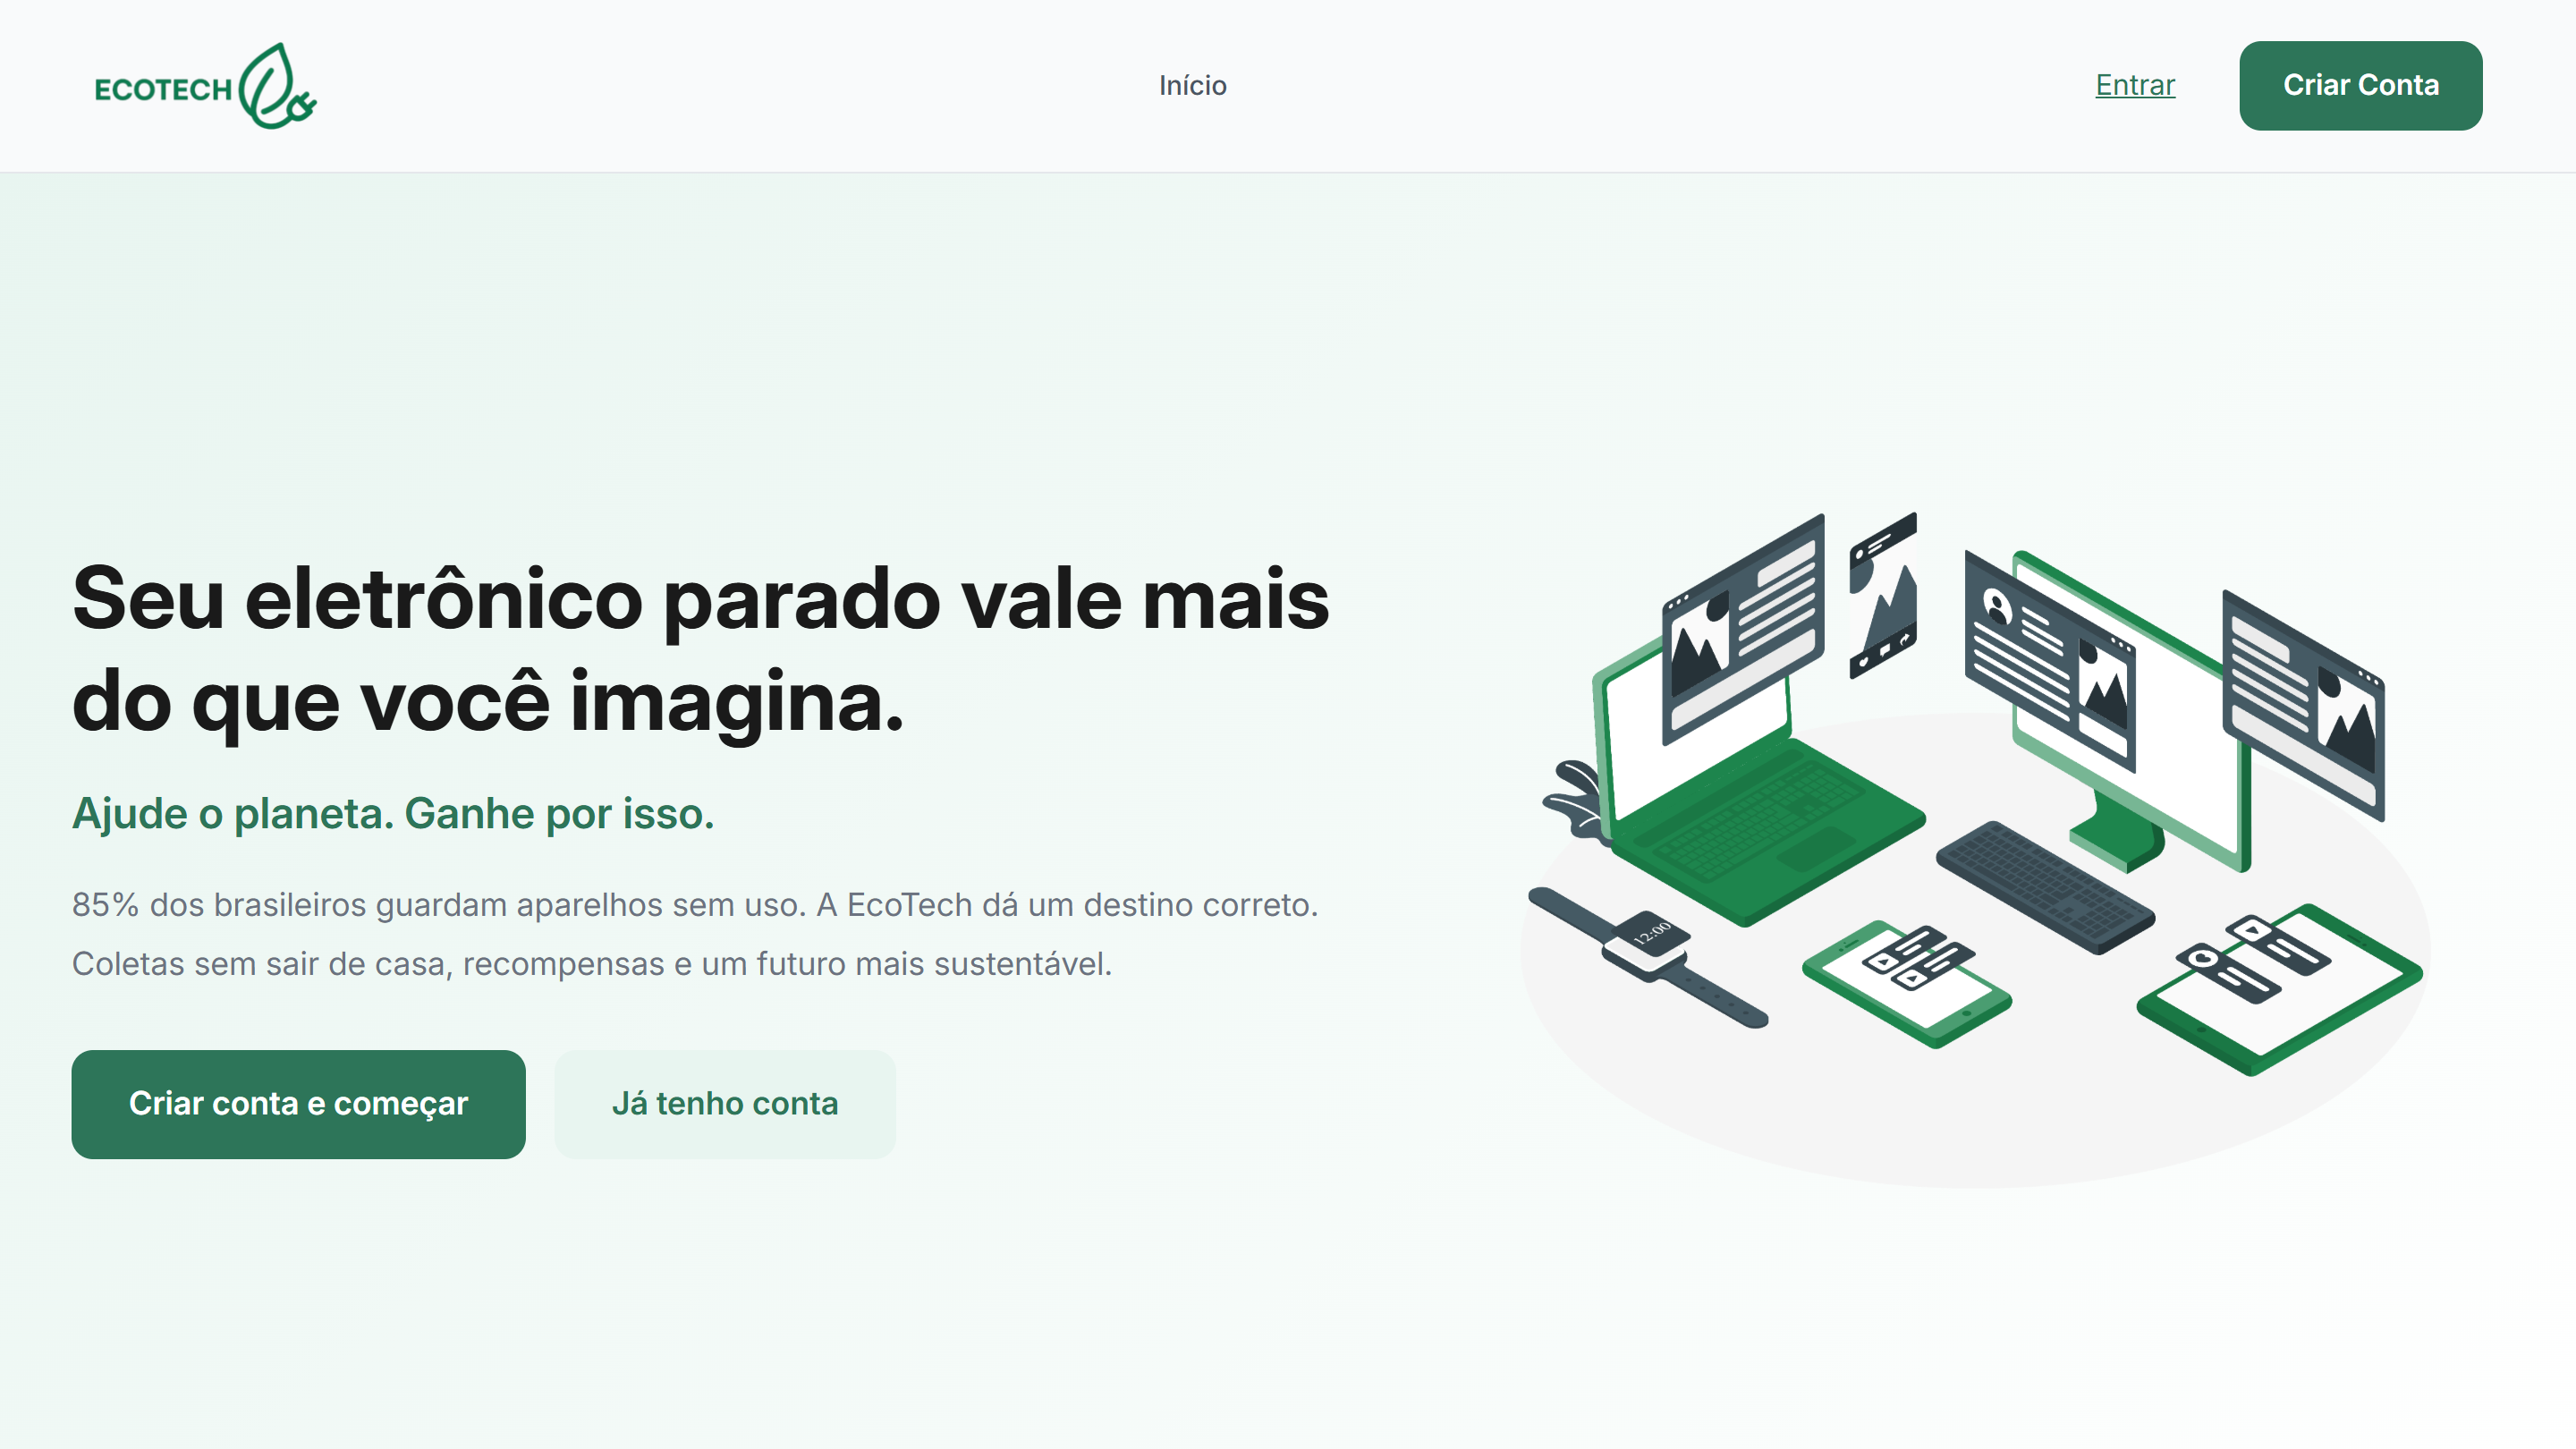 ECOTECH
Início
Entrar
Criar Conta
Seu eletrônico parado vale mais
do que você imagina.
Ajude o planeta. Ganhe por isso.
85% dos brasileiros guardam aparelhos sem uso. A EcoTech dá um destino correto.
Coletas sem sair de casa, recompensas e um futuro mais sustentável.
Criar conta e começar
Já tenho conta
12:00